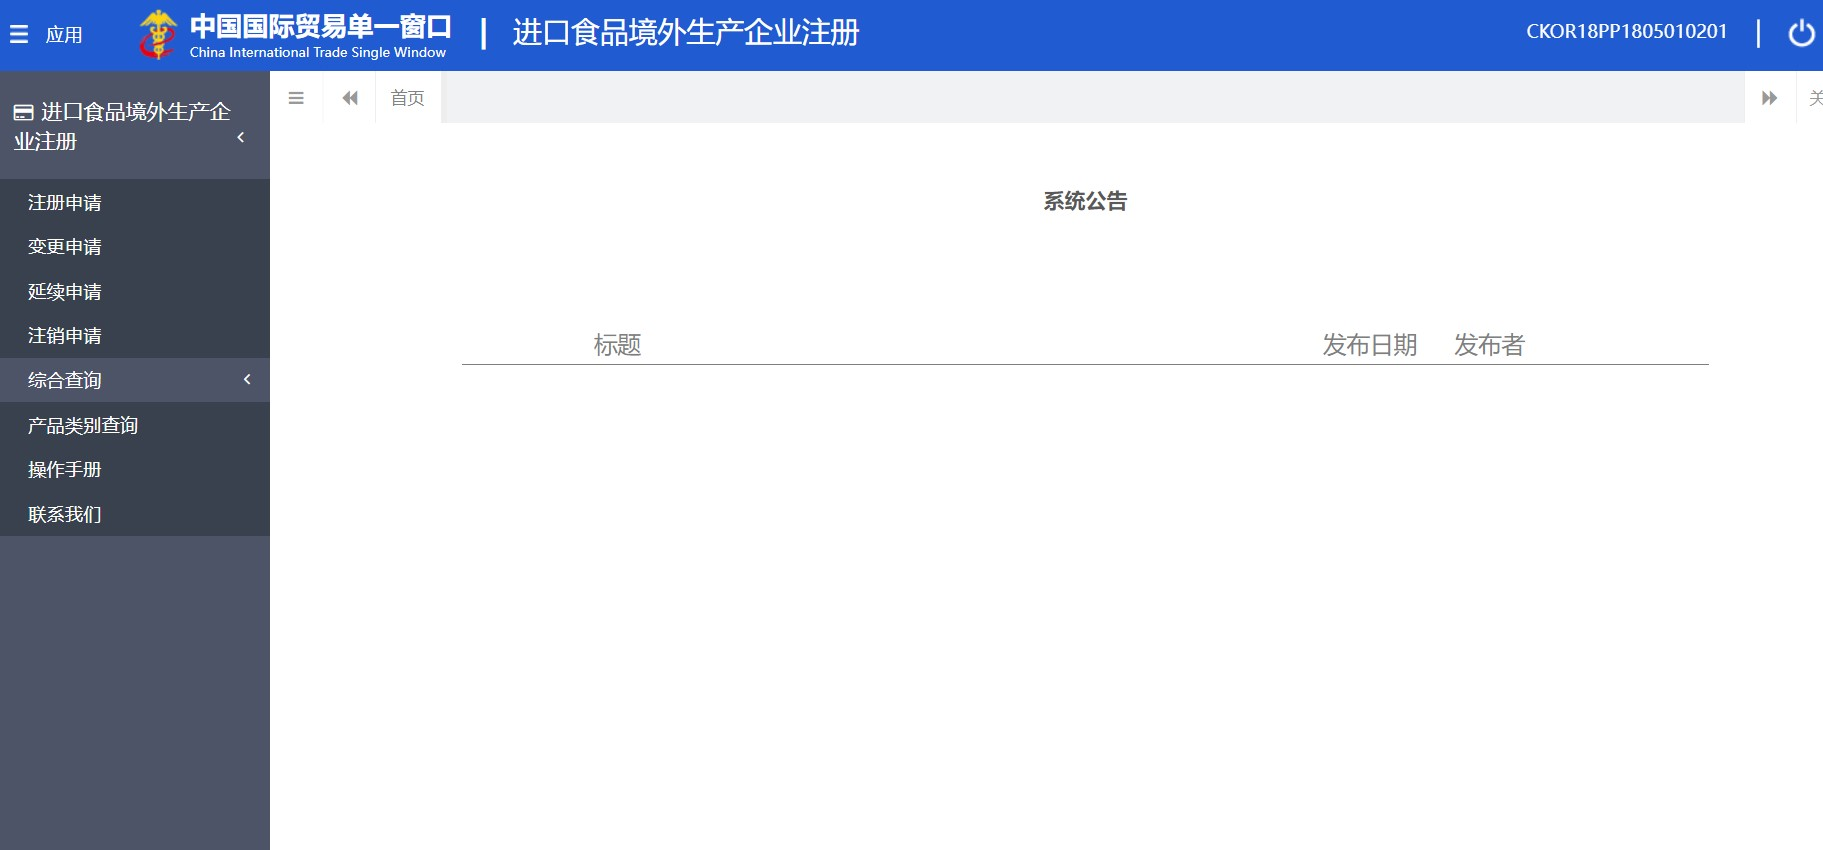 应用
中国国际贸易单一窗口
China International Trade Single Window
进口食品境外生产企业注册
CKOR18PP1805010201
进口食品境外生产企
业注册
首页
关
注册申请
变更申请
延续申请
注销申请
综合查询
产品类别查询
操作手册
联系我们
系统公告
标题 发布日期 发布者